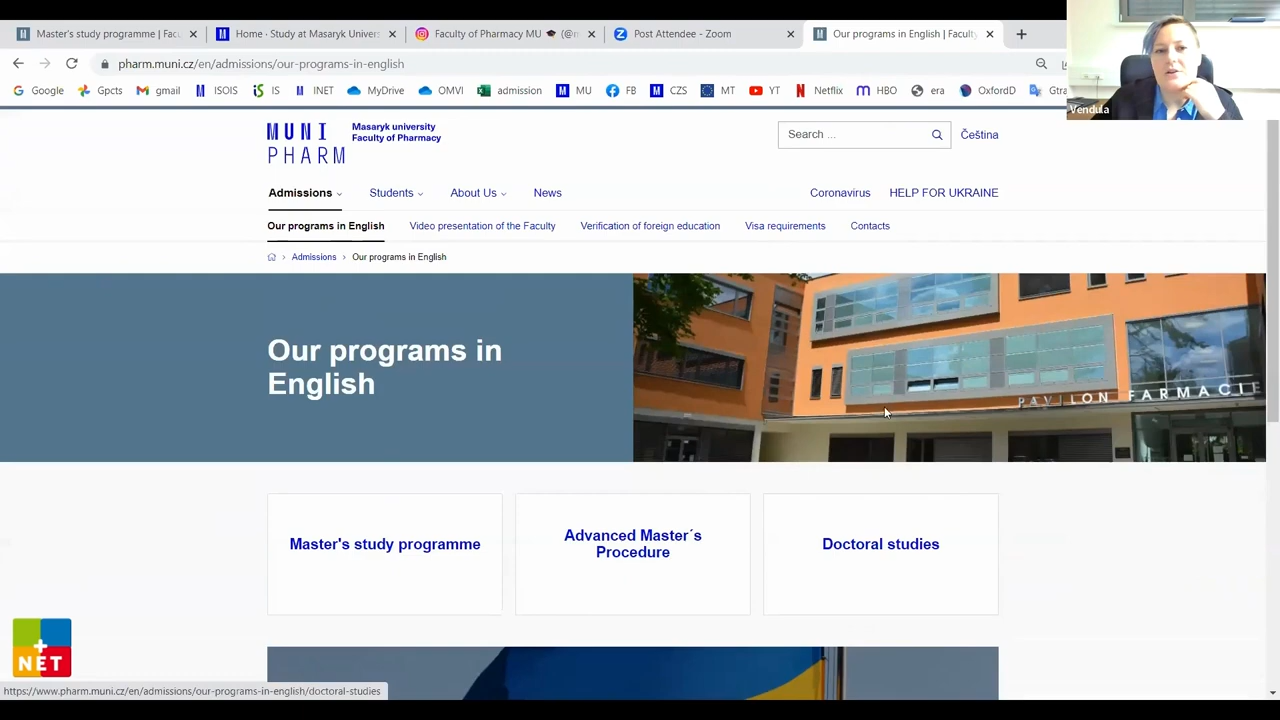 Master's study programme | Facu
Home · Study at Masaryk Univers
Faculty of Pharmacy MU 🎓 (@m
Post Attendee - Zoom
Our programs in English | Faculty
pharm.muni.cz/en/admissions/our-programs-in-english
Google
Gpcts
gmail
ISOIS
IS
INET
MyDrive
OMVI
admission
MU
FB
CZS
MT
YT
Netflix
HBO
era
OxfordD
Gtra
Vendula
MUNI
PHARM
Masaryk university
Faculty of Pharmacy
Search ...
Čeština
Admissions
Students
About Us
News
Coronavirus
HELP FOR UKRAINE
Our programs in English
Video presentation of the Faculty
Verification of foreign education
Visa requirements
Contacts
Admissions
Our programs in English
Our programs in
English
PAVILON FARMACIE
Master's study programme
Advanced Master´s
Procedure
Doctoral studies
+
NET
https://www.pharm.muni.cz/en/admissions/our-programs-in-english/doctoral-studies